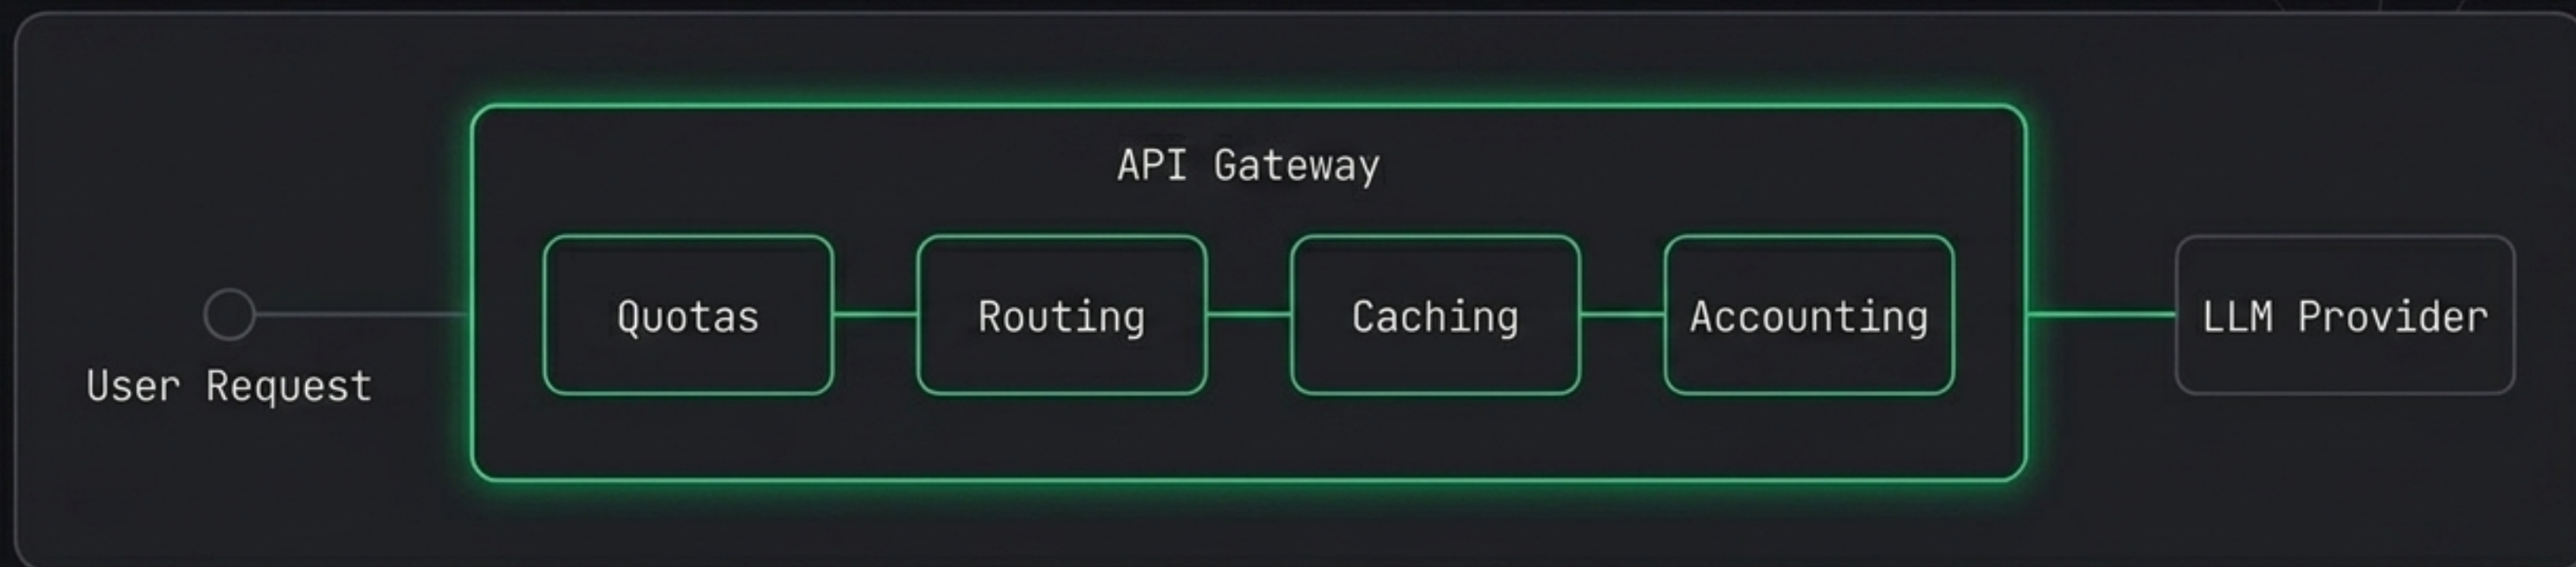 API Gateway
User Request
Quotas
Routing
Caching
Accounting
LLM Provider